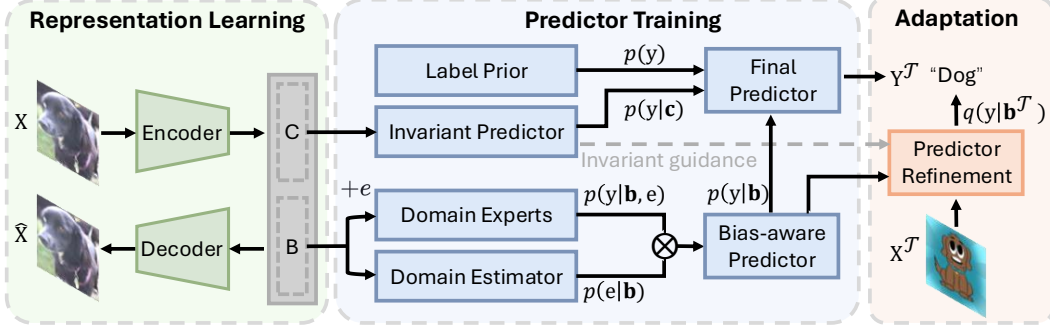 Representation Learning
Predictor Training
Adaptation
X
Encoder
C
X̂
Decoder
B
Label Prior
p(y)
Invariant Predictor
p(y|𝐜)
Final
Predictor
Invariant guidance
+e
Domain Experts
p(y|𝐛, e)
Domain Estimator
p(e|𝐛)
p(y|𝐛)
Bias-aware
Predictor
Y^𝒯 “Dog”
q(y|𝐛^𝒯)
Predictor
Refinement
X^𝒯